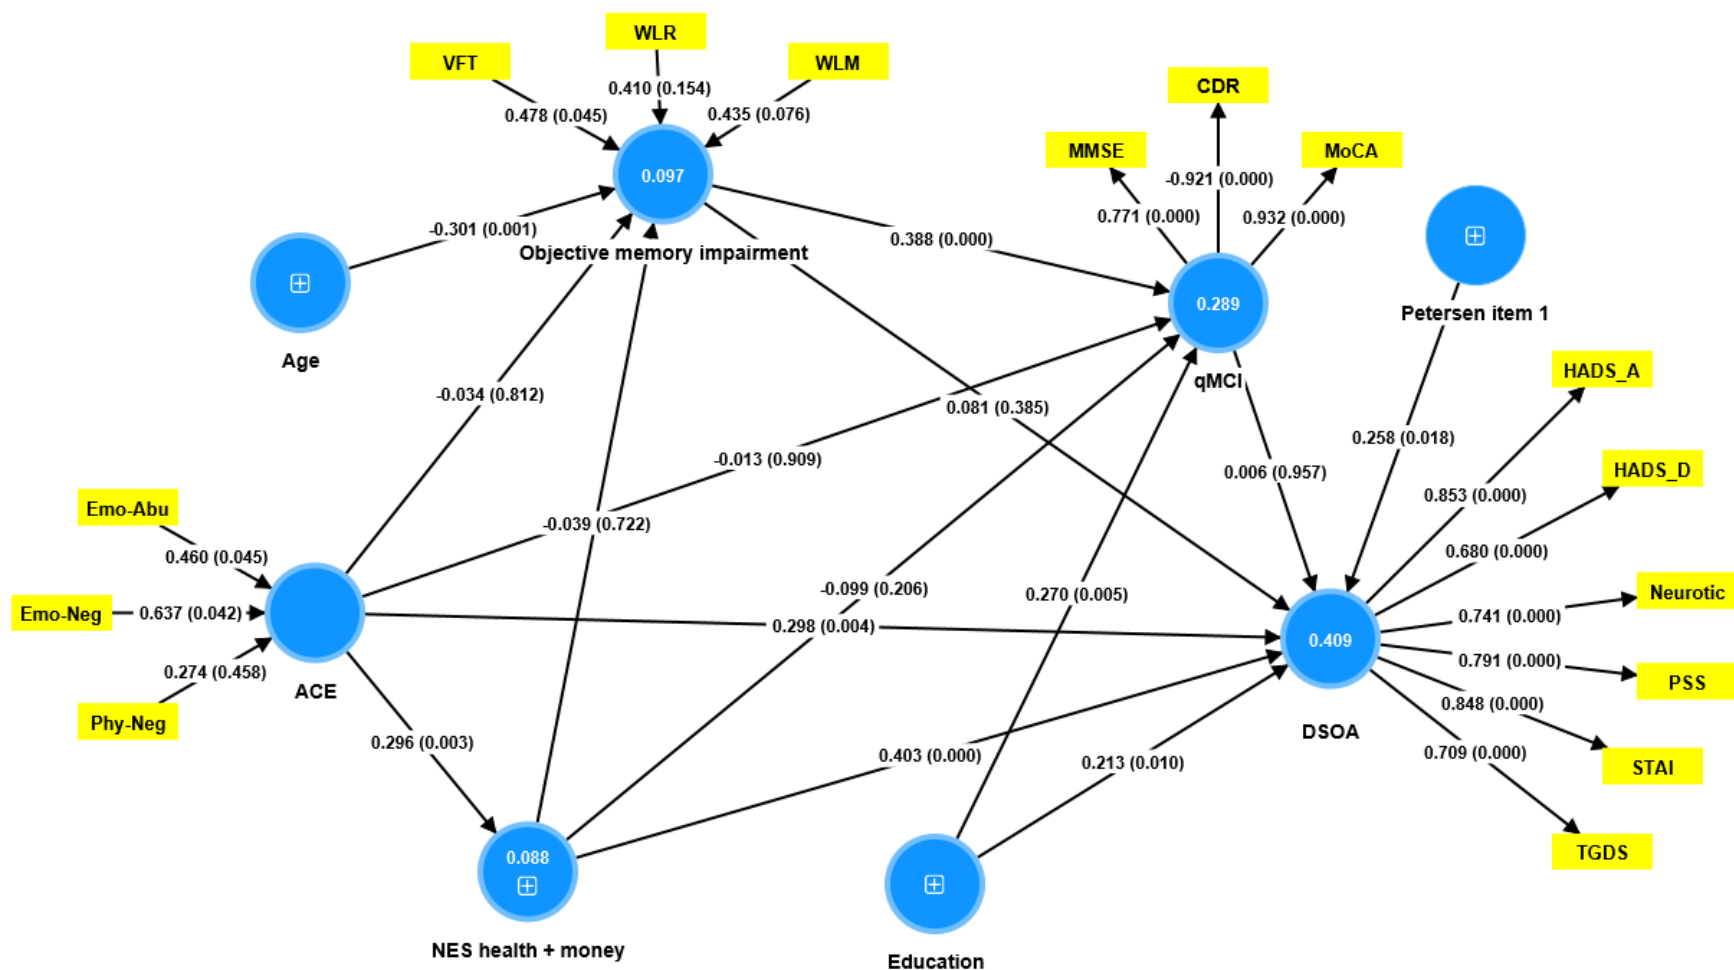 WLR
VFT
WLM
0.410 (0.154)
0.478 (0.045)
0.435 (0.076)
CDR
MMSE
MoCA
0.097
-0.921 (0.000)
0.771 (0.000)
0.932 (0.000)
-0.301 (0.001)
0.388 (0.000)
Objective memory impairment
0.289
Petersen item 1
Age
qMCI
HADS_A
-0.034 (0.812)
0.081 (0.385)
0.258 (0.018)
-0.013 (0.909)
0.006 (0.957)
HADS_D
0.853 (0.000)
Emo-Abu
-0.039 (0.722)
0.460 (0.045)
0.680 (0.000)
-0.099 (0.206)
0.270 (0.005)
Neurotic
Emo-Neg
0.637 (0.042)
0.298 (0.004)
0.741 (0.000)
0.409
0.274 (0.458)
0.791 (0.000)
PSS
ACE
0.848 (0.000)
Phy-Neg
DSOA
0.296 (0.003)
0.403 (0.000)
0.213 (0.010)
0.709 (0.000)
STAI
TGDS
0.088
NES health + money
Education